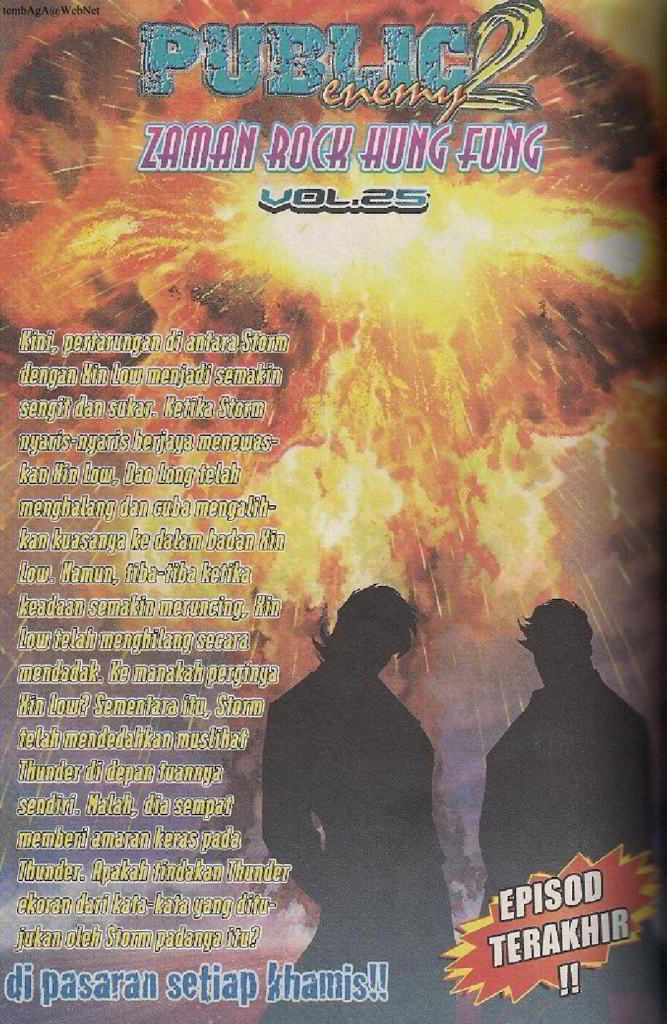 tembAgA@WebNet
PUBLIC enemy 2
ZAMAN ROCK HUNG FUNG
VOL.25
Kini, pertarungan di antara Storm
dengan Hin Low menjadi semakin
sengit dan sukar. Ketika Storm
nyaris-nyaris berjaya menewas-
kan Hin Low, Dao Long telah
menghalang dan cuba mengalih-
kan kuasanya ke dalam badan Hin
Low. Namun, tiba-tiba ketika
keadaan semakin meruncing, Hin
Low telah menghilang secara
mendadak. Ke manakah perginya
Hin Low? Sementara itu, Storm
telah mendedahkan muslihat
Thunder di depan tuannya
sendiri. Malah, dia sempat
memberi amaran keras pada
Thunder. Apakah tindakan Thunder
ekoran dari kata-kata yang ditu-
jukan oleh Storm padanya itu?
di pasaran setiap khamis!!
EPISOD
TERAKHIR
!!